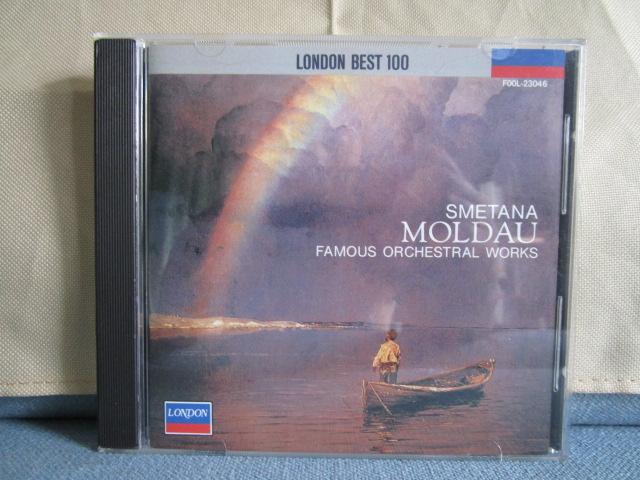 LONDON BEST 100
F00L-23046
SMETANA
MOLDAU
FAMOUS ORCHESTRAL WORKS
LONDON